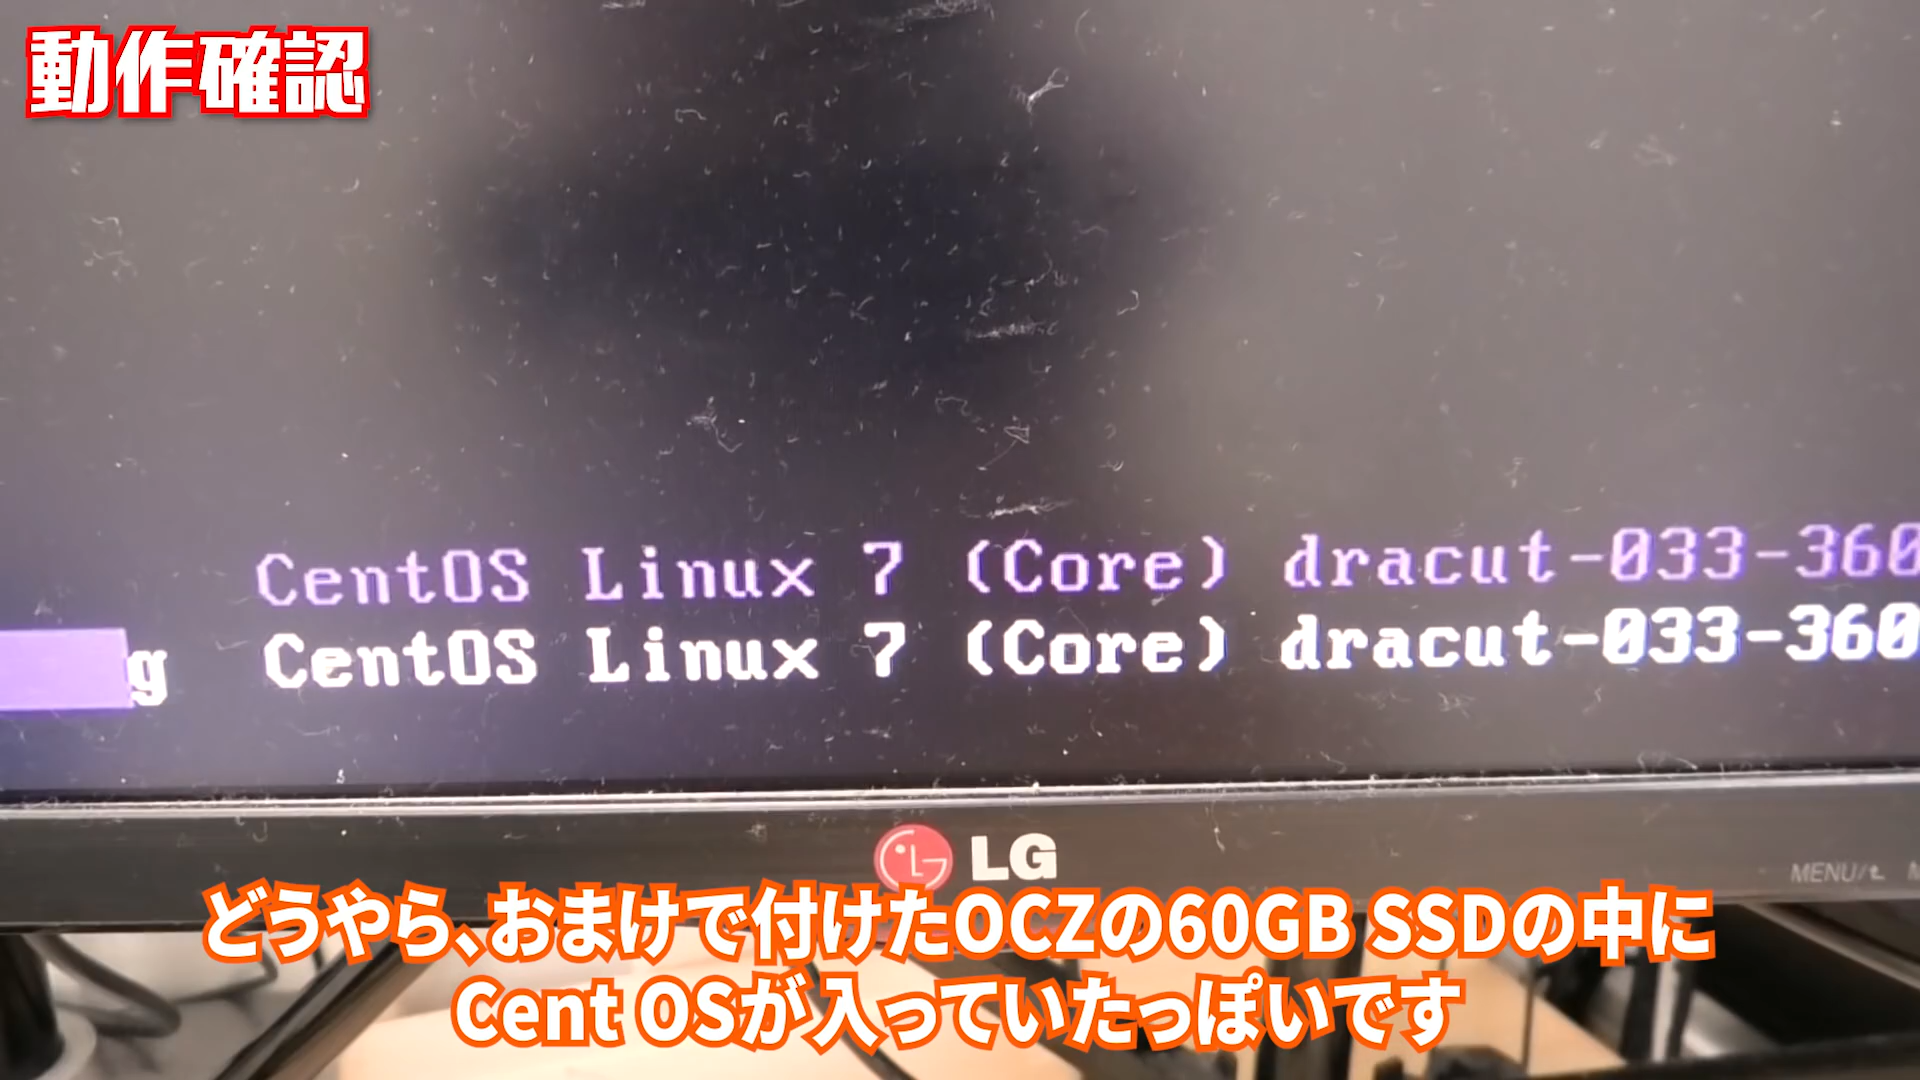 動作確認
CentOS Linux 7 (Core) dracut-033-360
g CentOS Linux 7 (Core) dracut-033-360
LG
MENU/
どうやら、おまけで付けたOCZの60GB SSDの中に
Cent OSが入っていたっぽいです